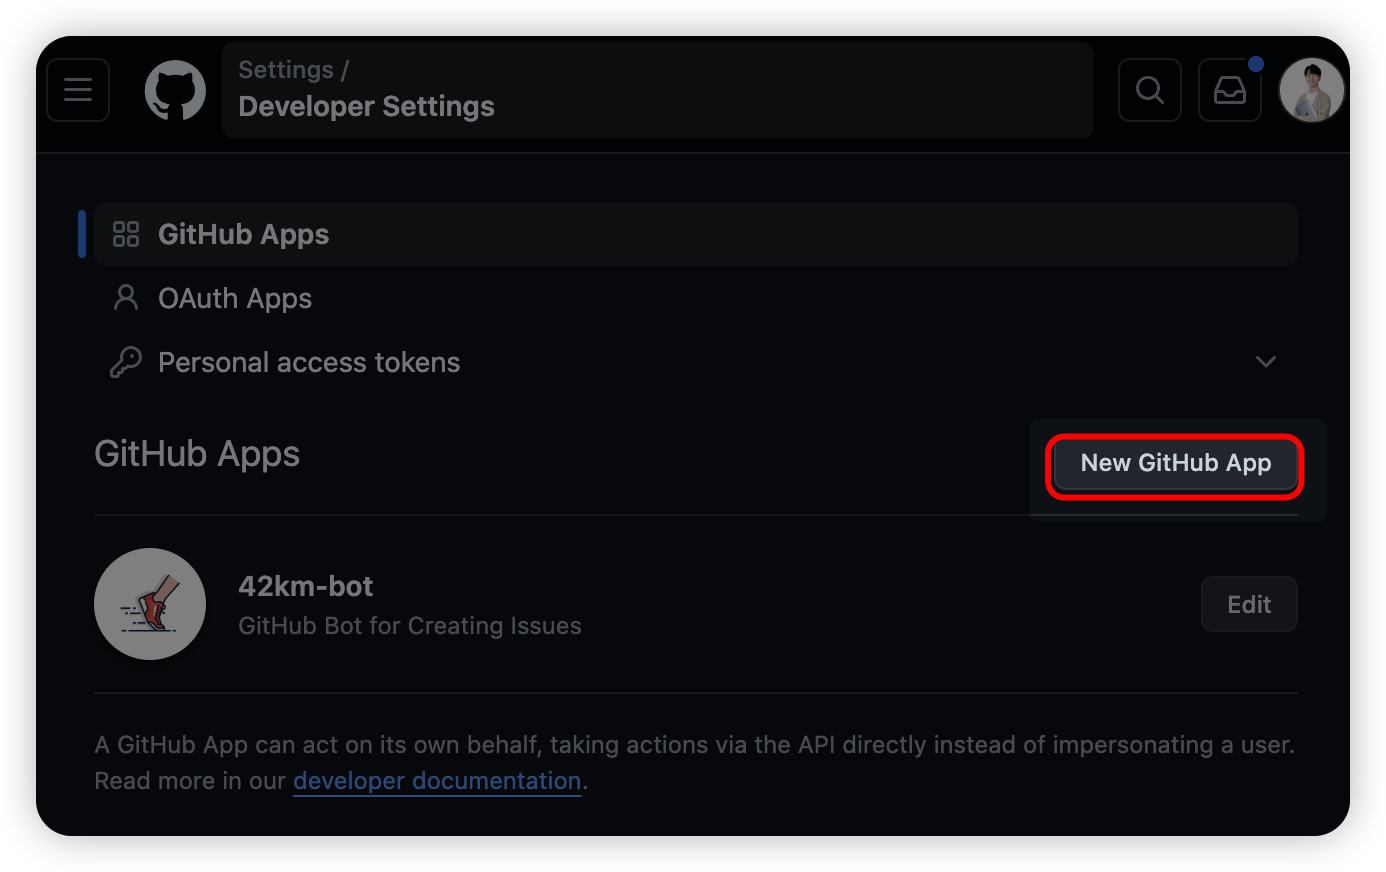 Settings /
Developer Settings
GitHub Apps
OAuth Apps
Personal access tokens
GitHub Apps
New GitHub App
42km-bot
GitHub Bot for Creating Issues
Edit
A GitHub App can act on its own behalf, taking actions via the API directly instead of impersonating a user.
Read more in our developer documentation.